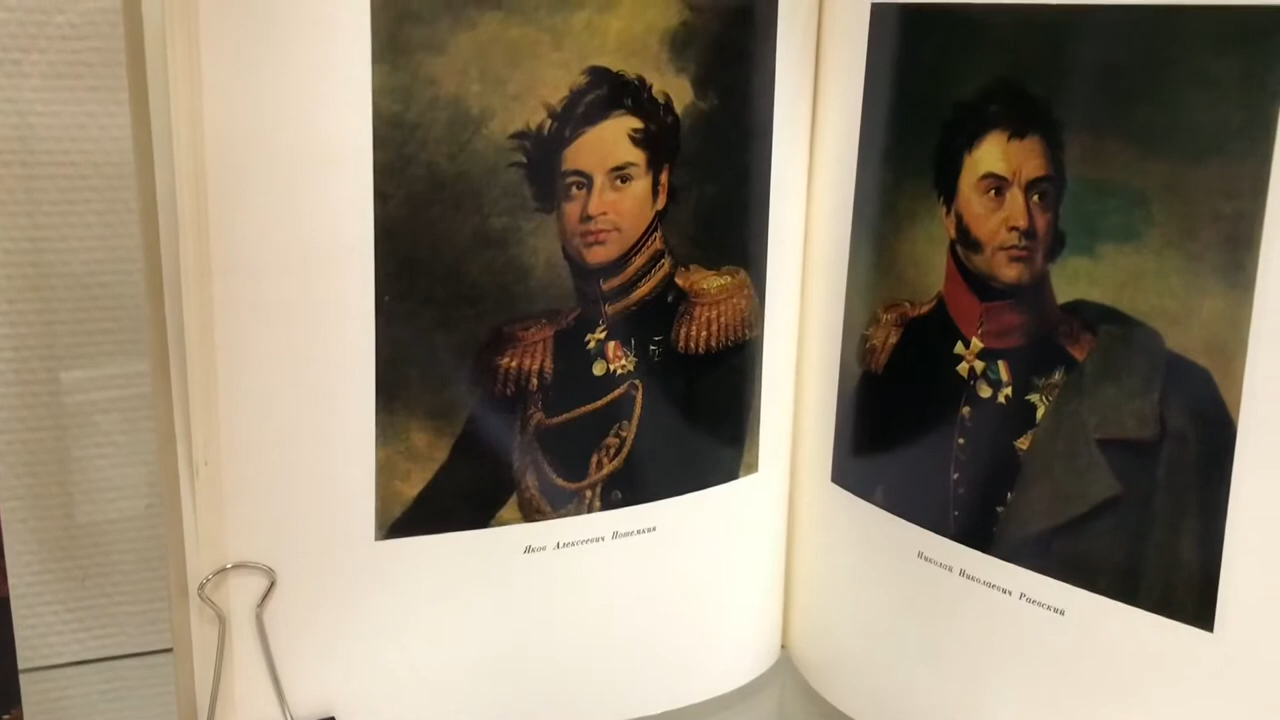 Яков Алексеевич Потемкин
Николай Николаевич Раевский